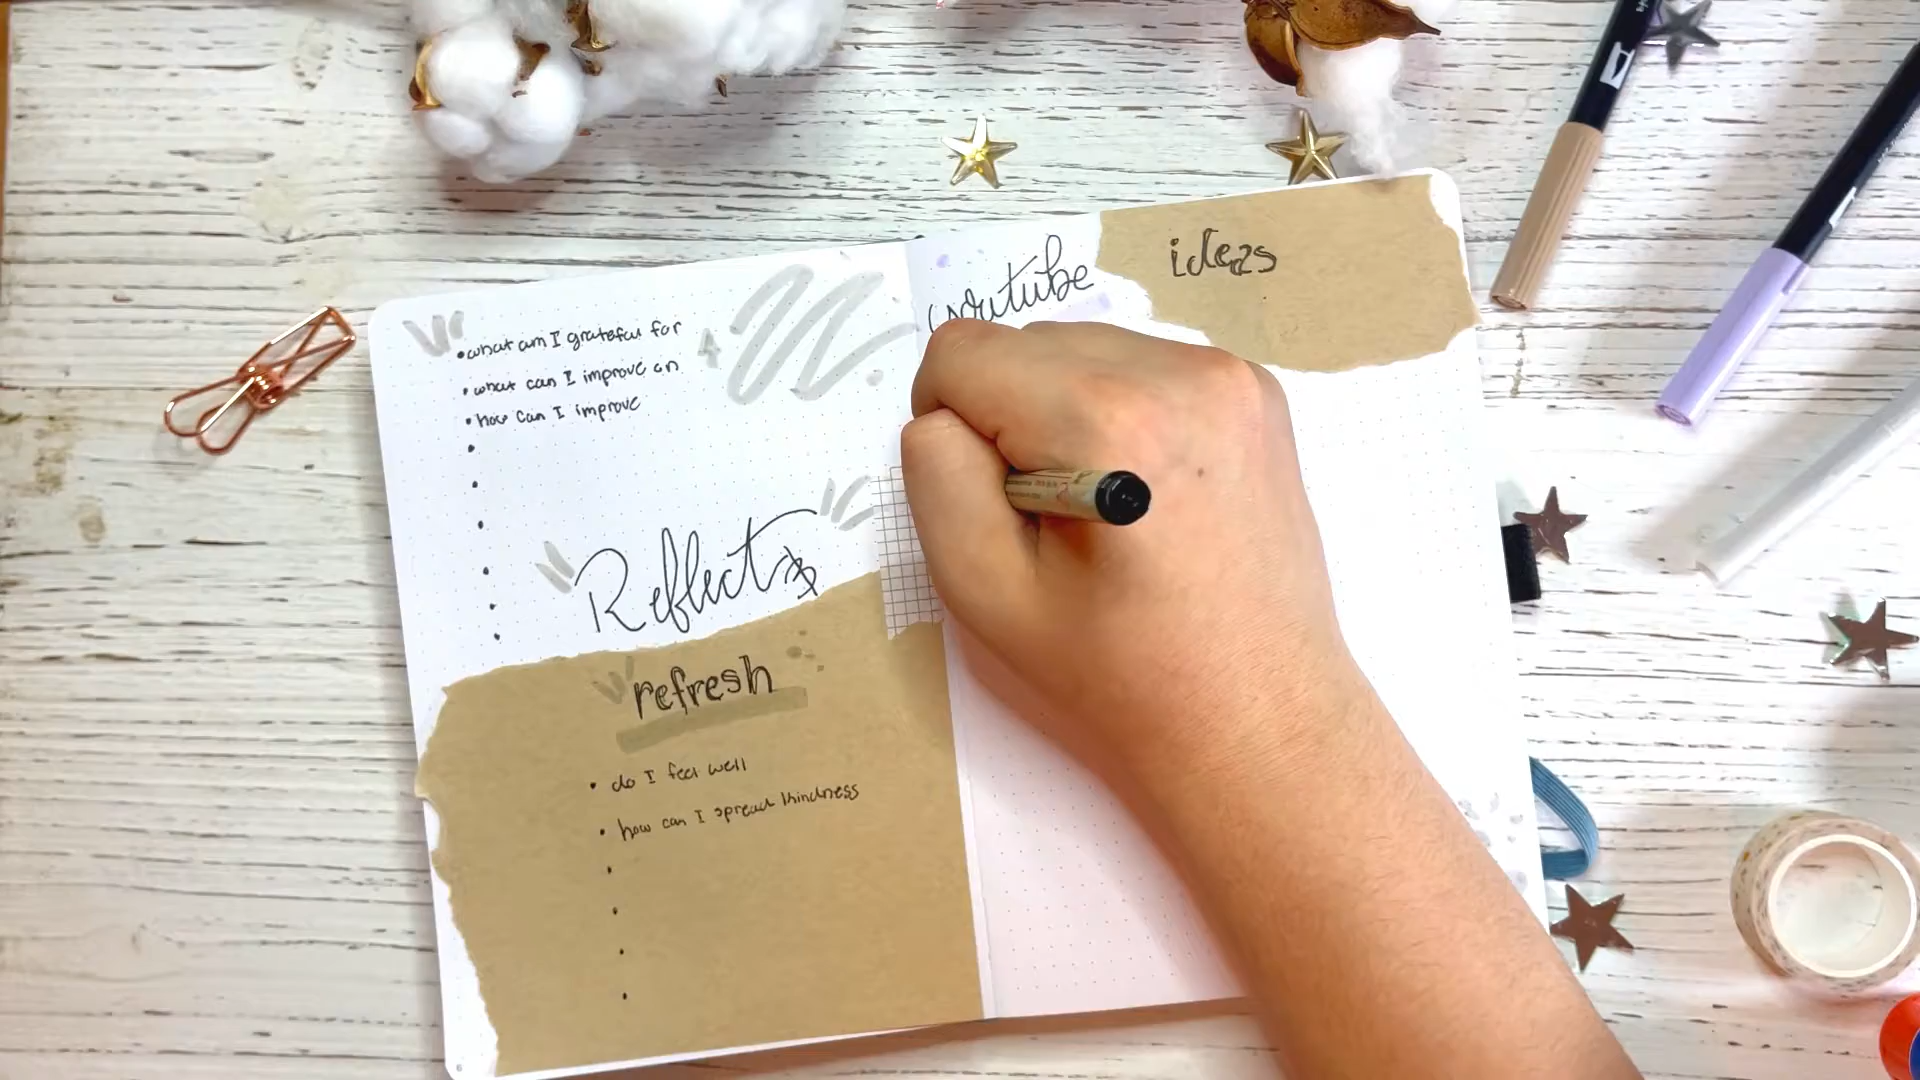 • what am I grateful for
• what can I improve on
• how can I improve
Reflect
refresh
• do I feel well
• how can I spread kindness
youtube
ideas